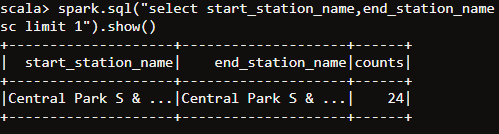 scala> spark.sql("select start_station_name,end_station_name
sc limit 1").show()
+--------------------+--------------------+------+
|  start_station_name|    end_station_name|counts|
+--------------------+--------------------+------+
|Central Park S & ...|Central Park S & ...|    24|
+--------------------+--------------------+------+